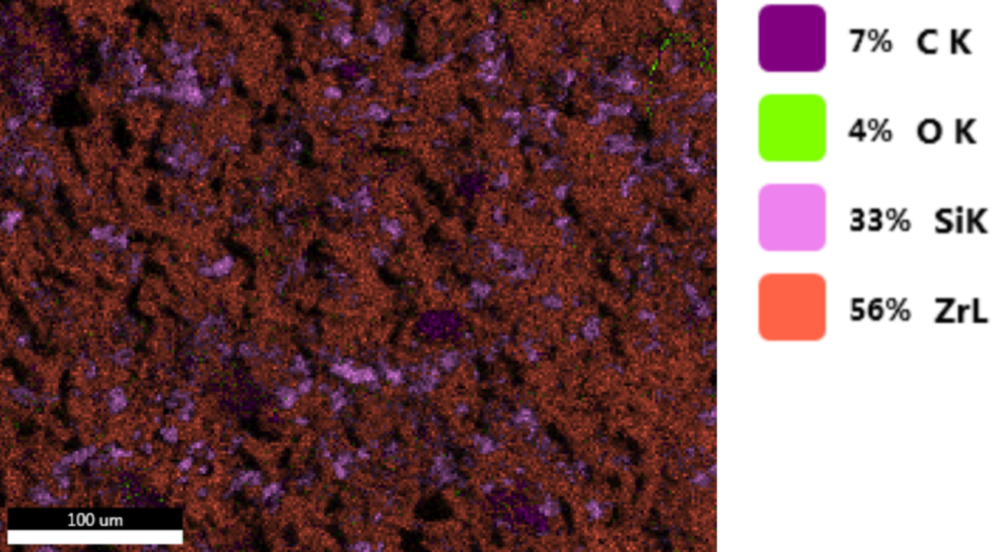 7% C K
4% O K
33% SiK
56% ZrL
100 um